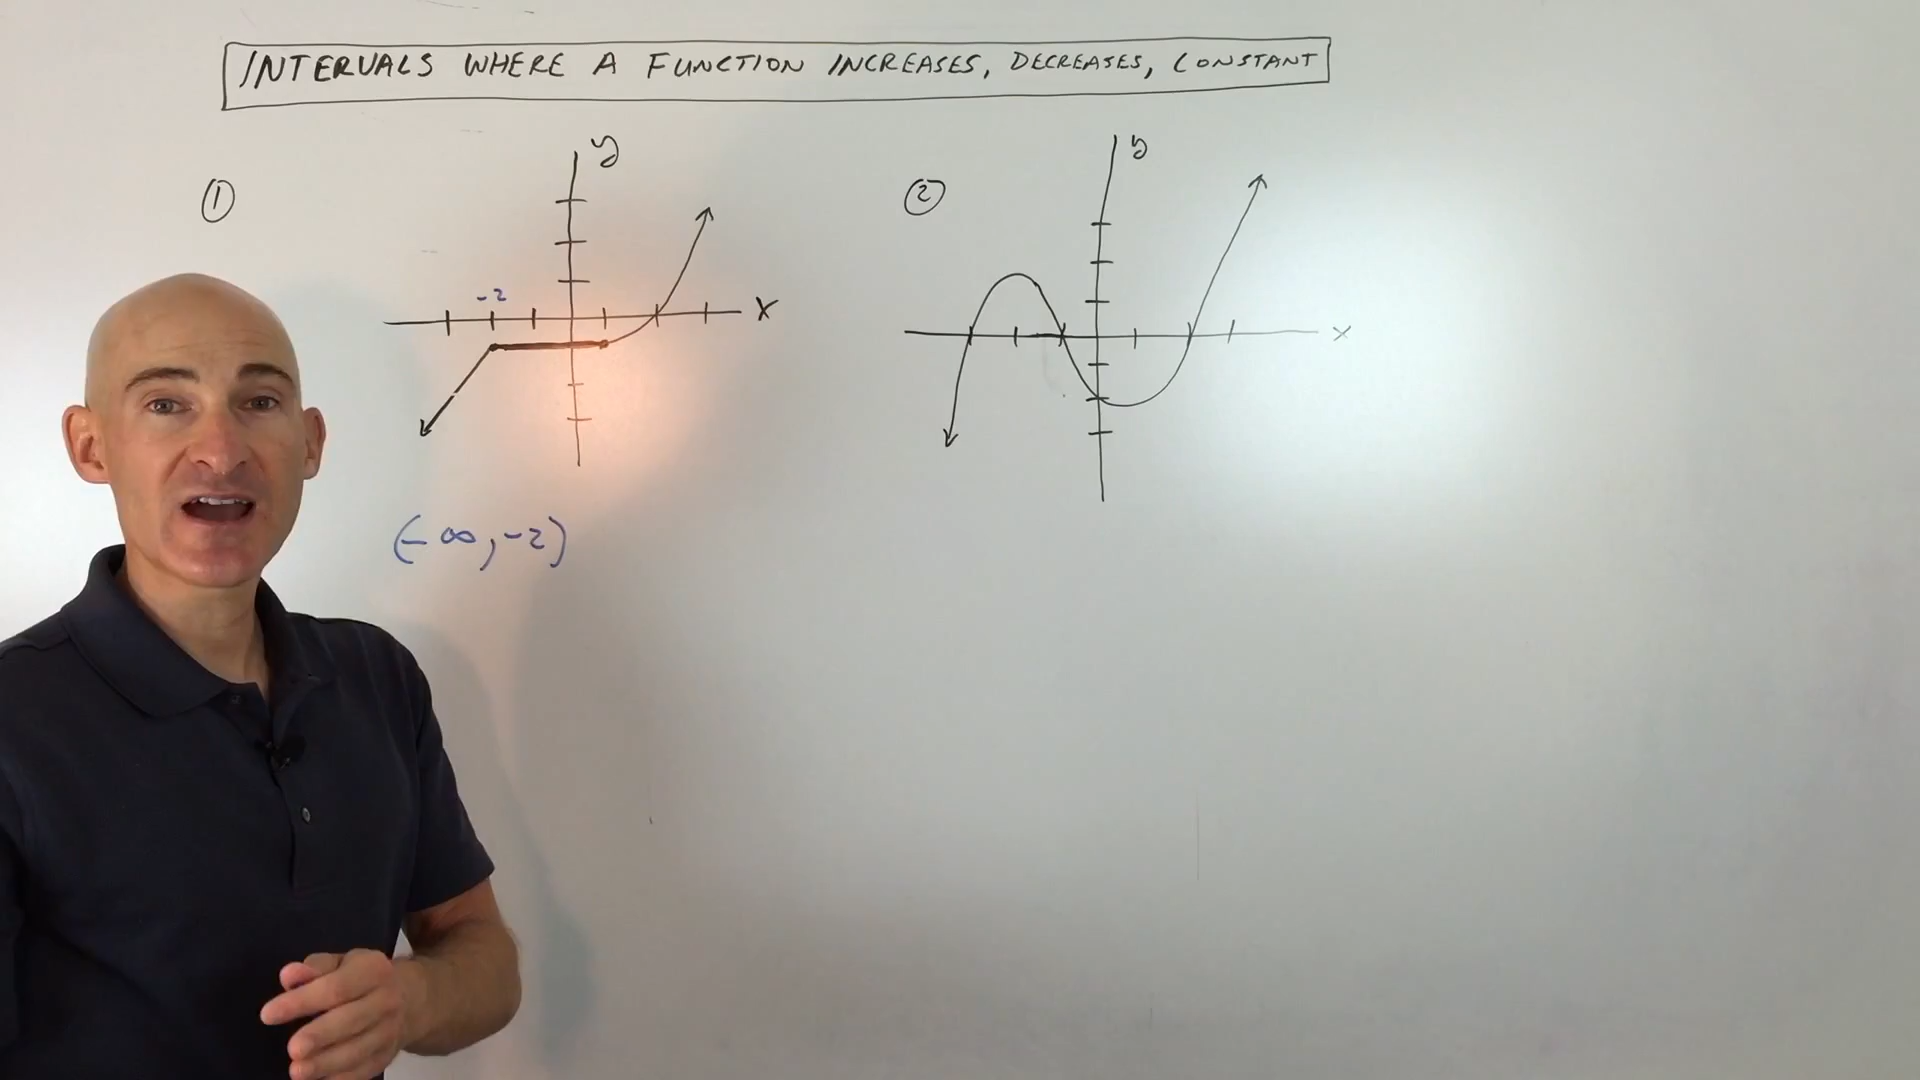 INTERVALS WHERE A FUNCTION INCREASES, DECREASES, CONSTANT
①
y
-2
x
(-∞,-2)
②
y
x